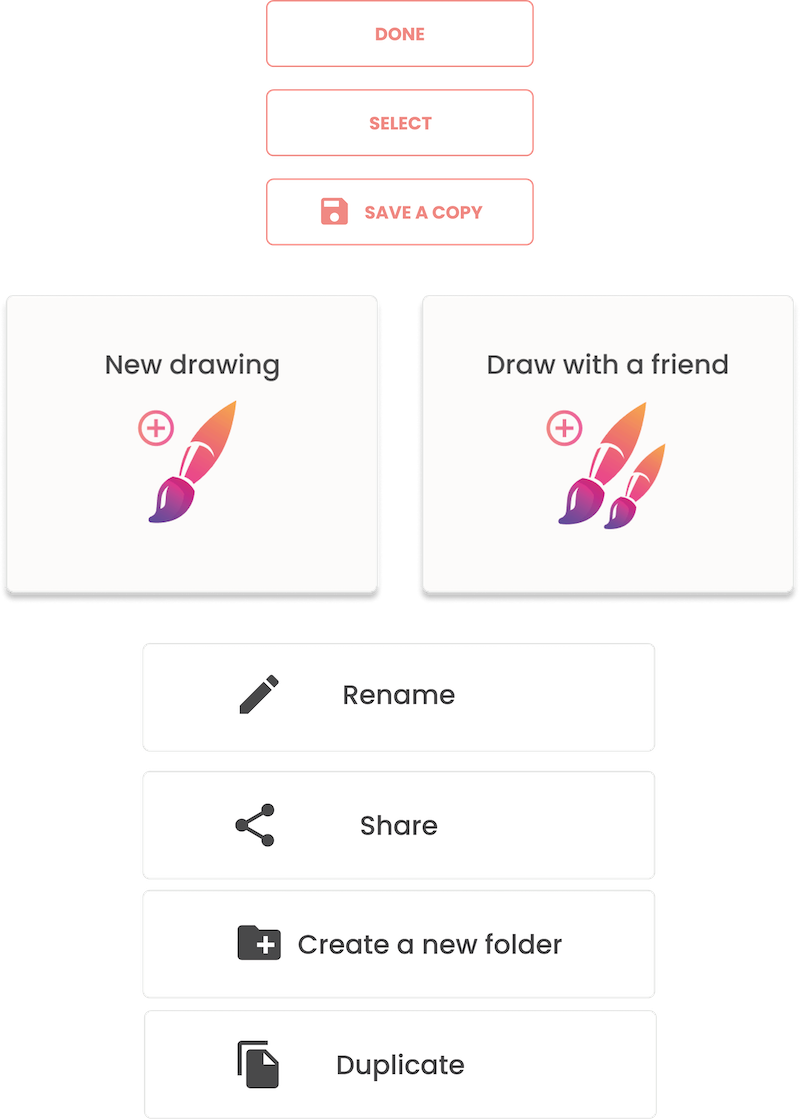 DONE
SELECT
SAVE A COPY
New drawing
Draw with a friend
Rename
Share
Create a new folder
Duplicate